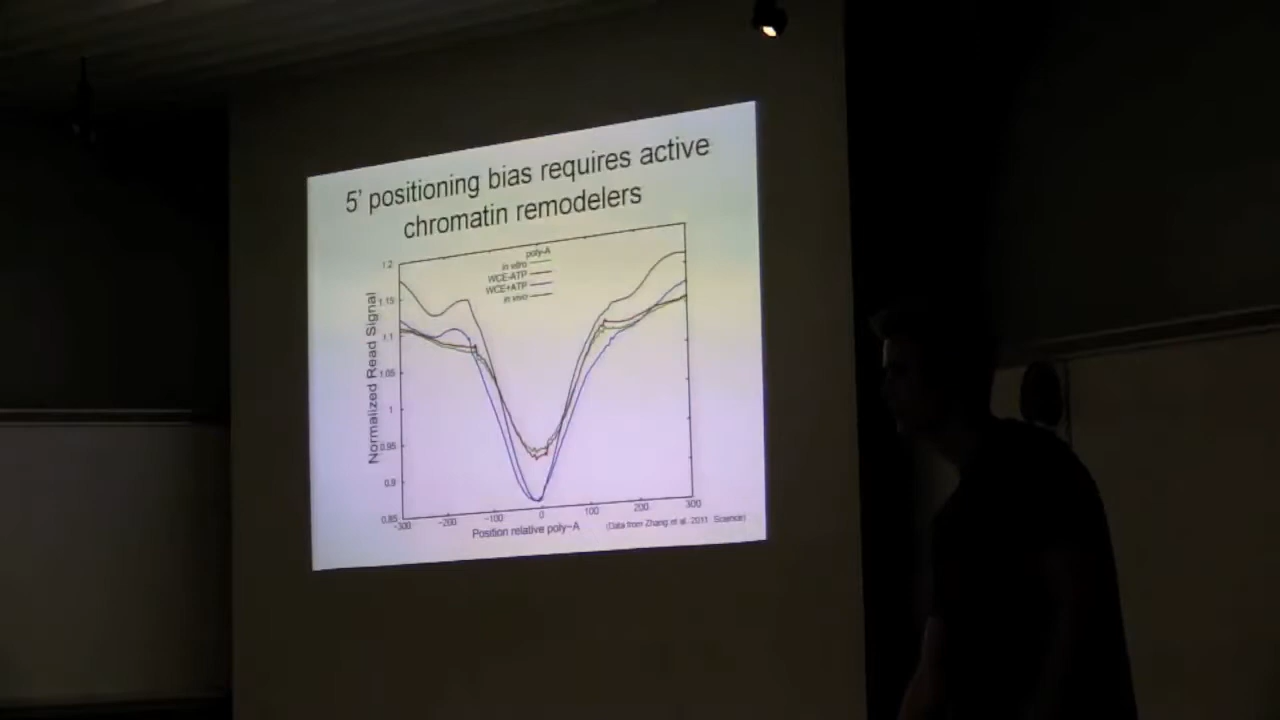 5' positioning bias requires active
chromatin remodelers
poly-A
in vitro
WCE-ATP
WCE+ATP
in vivo
Normalized Read Signal
1.2
1.15
1.1
1.05
1
0.95
0.9
0.85
-300 -200 -100 0 100 200 300
Position relative poly-A
(Data from Zhang et al. 2011 Science)